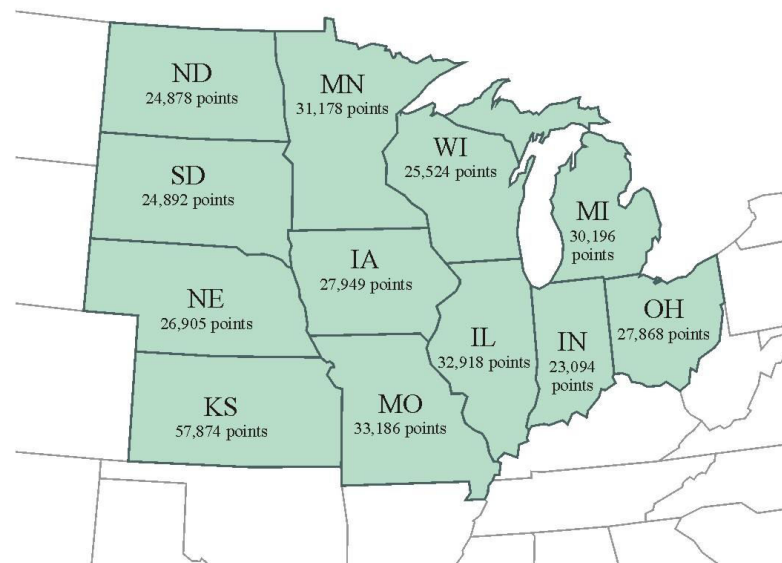 ND
24,878 points
MN
31,178 points
WI
25,524 points
SD
24,892 points
MI
30,196
points
IA
27,949 points
NE
26,905 points
OH
27,868 points
IL
32,918 points
IN
23,094
points
KS
57,874 points
MO
33,186 points